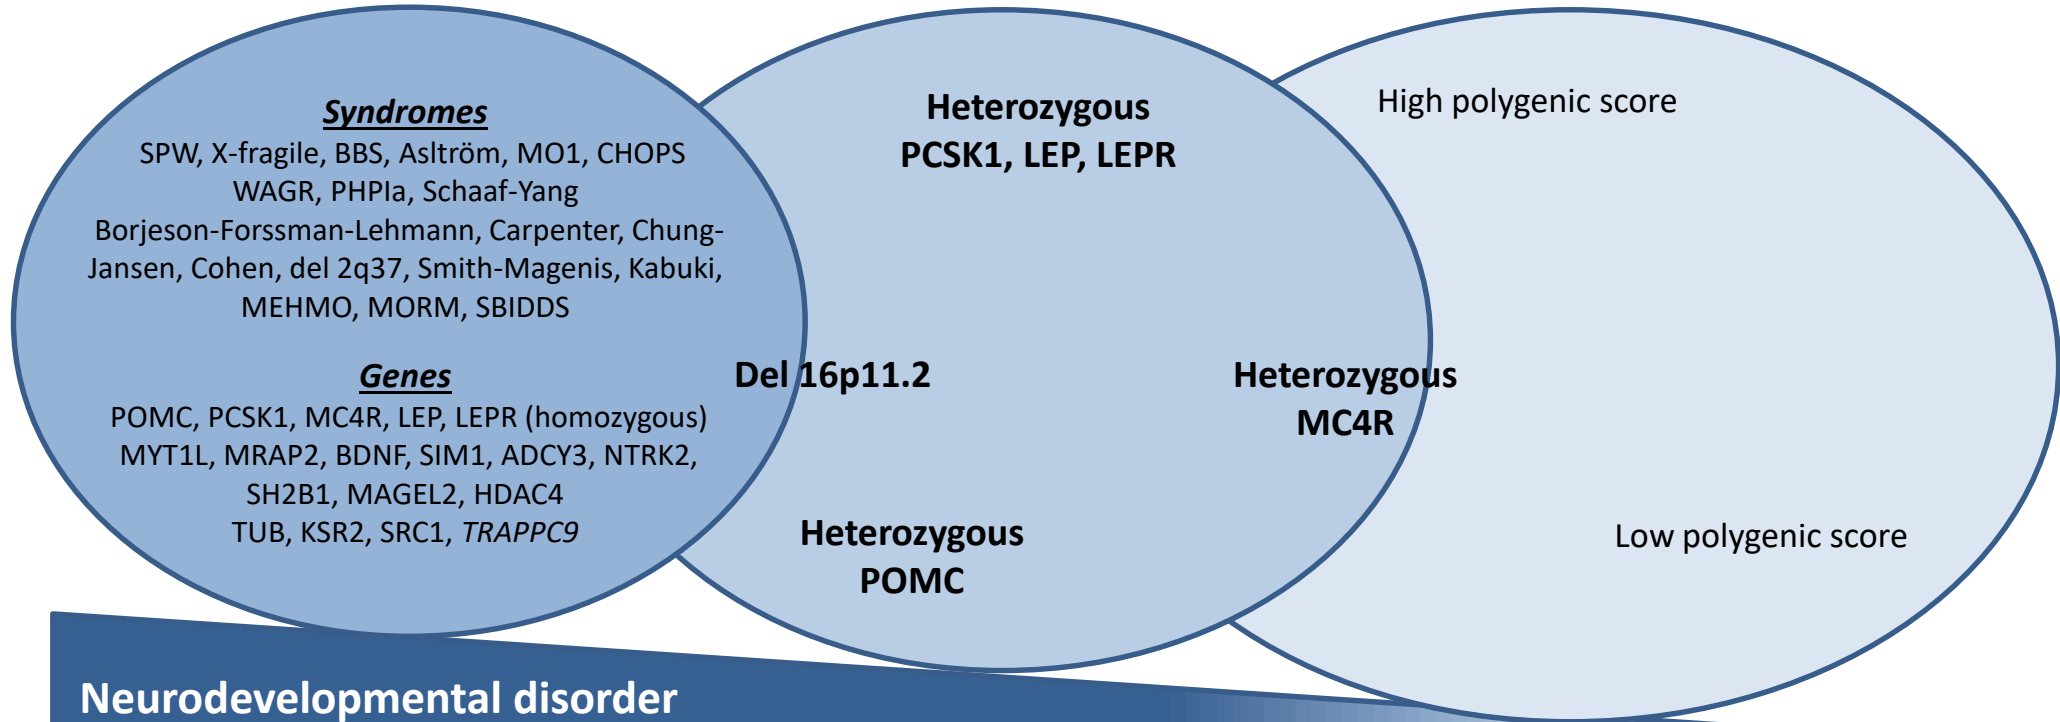 Syndromes
SPW, X-fragile, BBS, Asltröm, MO1, CHOPS
WAGR, PHPIa, Schaaf-Yang
Borjeson-Forssman-Lehmann, Carpenter, Chung-
Jansen, Cohen, del 2q37, Smith-Magenis, Kabuki,
MEHMO, MORM, SBIDDS
Genes
POMC, PCSK1, MC4R, LEP, LEPR (homozygous)
MYT1L, MRAP2, BDNF, SIM1, ADCY3, NTRK2,
SH2B1, MAGEL2, HDAC4
TUB, KSR2, SRC1, TRAPPC9
Heterozygous
PCSK1, LEP, LEPR
Del 16p11.2
Heterozygous
POMC
Heterozygous
MC4R
High polygenic score
Low polygenic score
Neurodevelopmental disorder